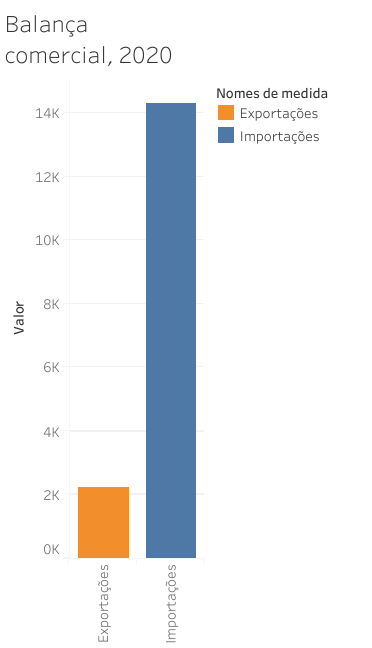 Balança
comercial, 2020
Nomes de medida
Exportações
Importações
Valor
14K
12K
10K
8K
6K
4K
2K
0K
Exportações
Importações